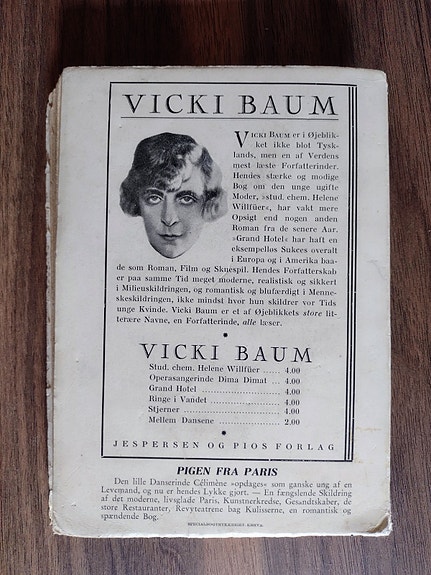 VICKI BAUM
VICKI BAUM er i Øjeblik-
ket ikke blot Tysk-
lands, men en af Verdens
mest læste Forfatterinder.
Hendes stærke og modige
Bog om den unge ugifte
Moder, »stud. chem. Helene
Willfüer«, har vakt mere
Opsigt end nogen anden
Roman fra de senere Aar.
»Grand Hotel« har haft en
eksempelløs Sukces overalt
i Europa og i Amerika baa-
de som Roman, Film og Skuespil. Hendes Forfatterskab
er paa samme Tid meget moderne, realistisk og sikkert
i Milieuskildringen, og romantisk og blufærdigt i Menne-
skeskildringen, ikke mindst hvor hun skildrer vor Tids
unge Kvinde. Vicki Baum er et af Øjeblikkets store lit-
terære Navne, en Forfatterinde, alle læser.
VICKI BAUM
Stud. chem. Helene Willfüer ...... 4.00
Operasangerinde Dima Dimat ... 4.00
Grand Hotel ........................ 4.00
Ringe i Vandet ..................... 4.00
Stjerner ............................ 4.00
Mellem Dansene ................... 2.00
JESPERSEN OG PIOS FORLAG
PIGEN FRA PARIS
Den lille Danserinde Célimène »opdages« som ganske ung af en
Levemand, og nu er hendes Lykke gjort. — En fængslende Skildring
af det moderne, livsglade Paris, Kunstnerkredse, Gesandtskaber, de
store Restauranter, Revyteatrene bag Kulisserne, en romantisk og
spændende Bog.